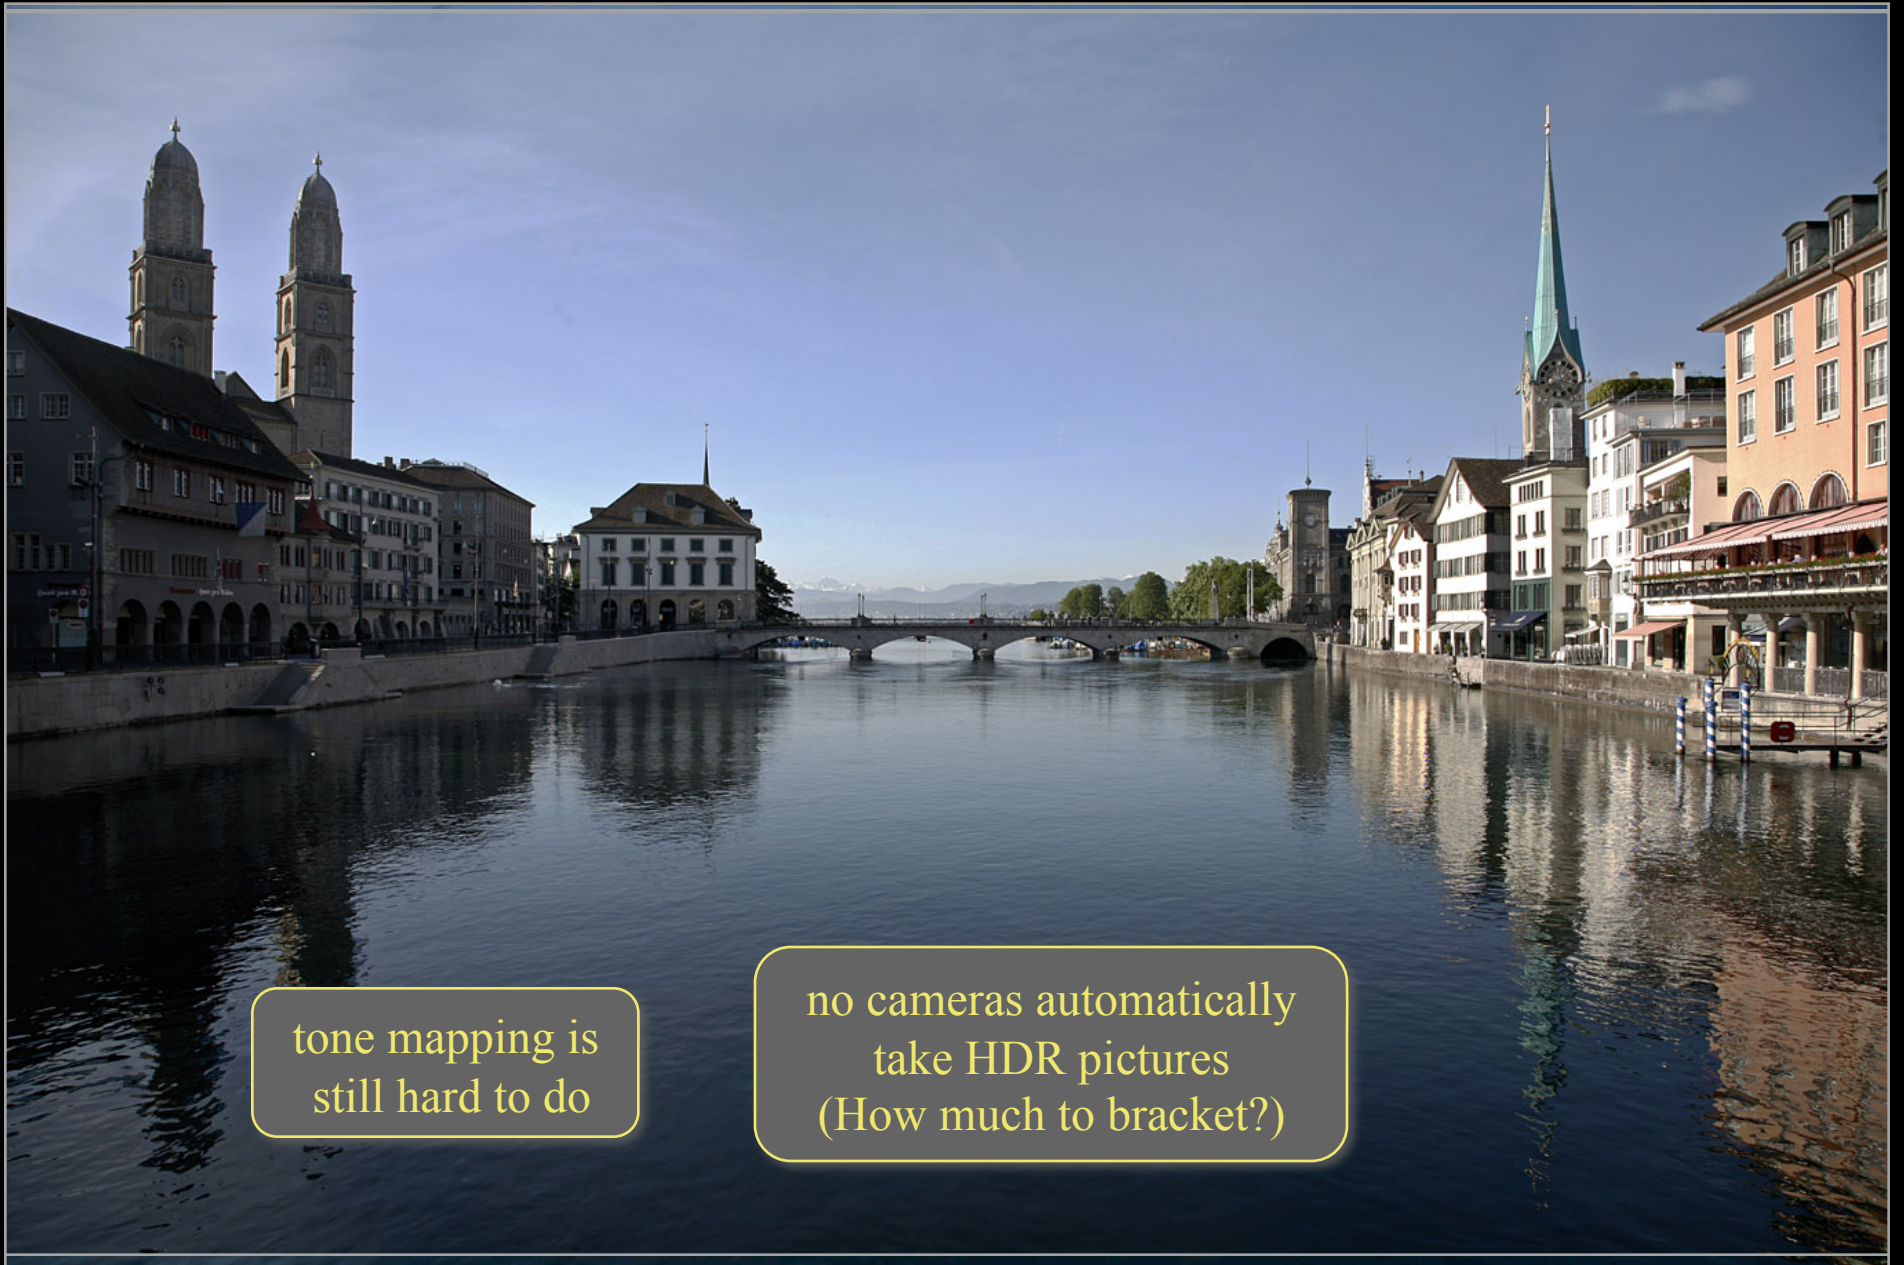 tone mapping is
still hard to do
no cameras automatically
take HDR pictures
(How much to bracket?)